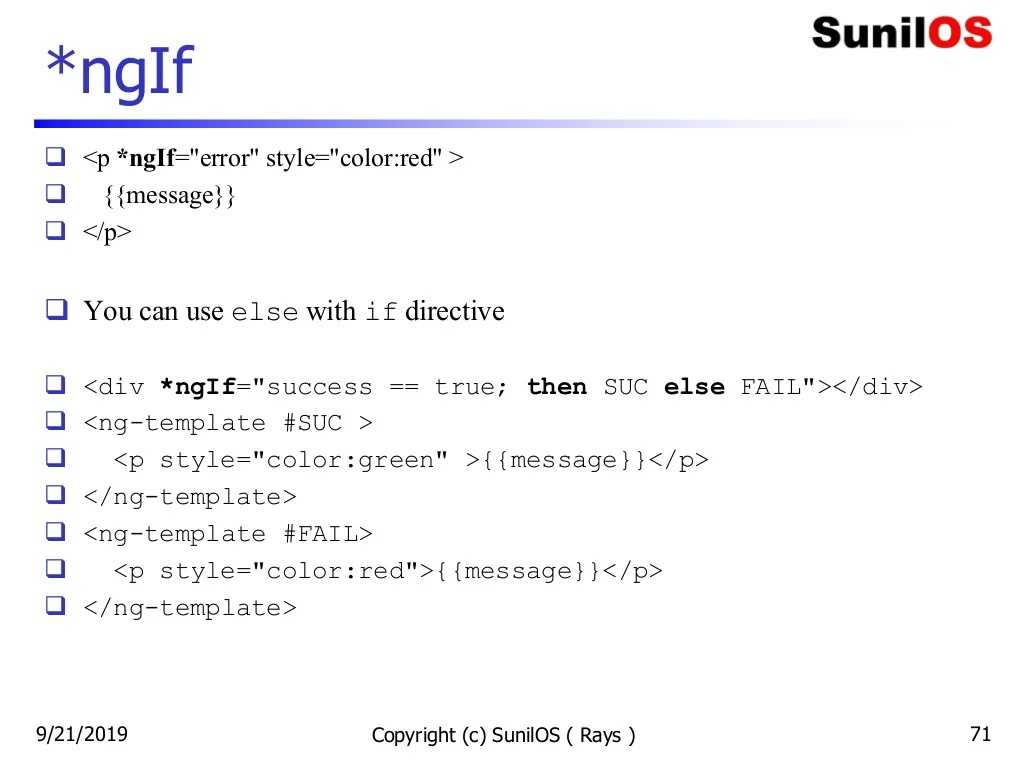 SunilOS
*ngIf
<p *ngIf="error" style="color:red" >
{{message}}
</p>
You can use else with if directive
<div *ngIf="success == true; then SUC else FAIL"></div>
<ng-template #SUC >
<p style="color:green" >{{message}}</p>
</ng-template>
<ng-template #FAIL>
<p style="color:red">{{message}}</p>
</ng-template>
9/21/2019
Copyright (c) SunilOS ( Rays )
71